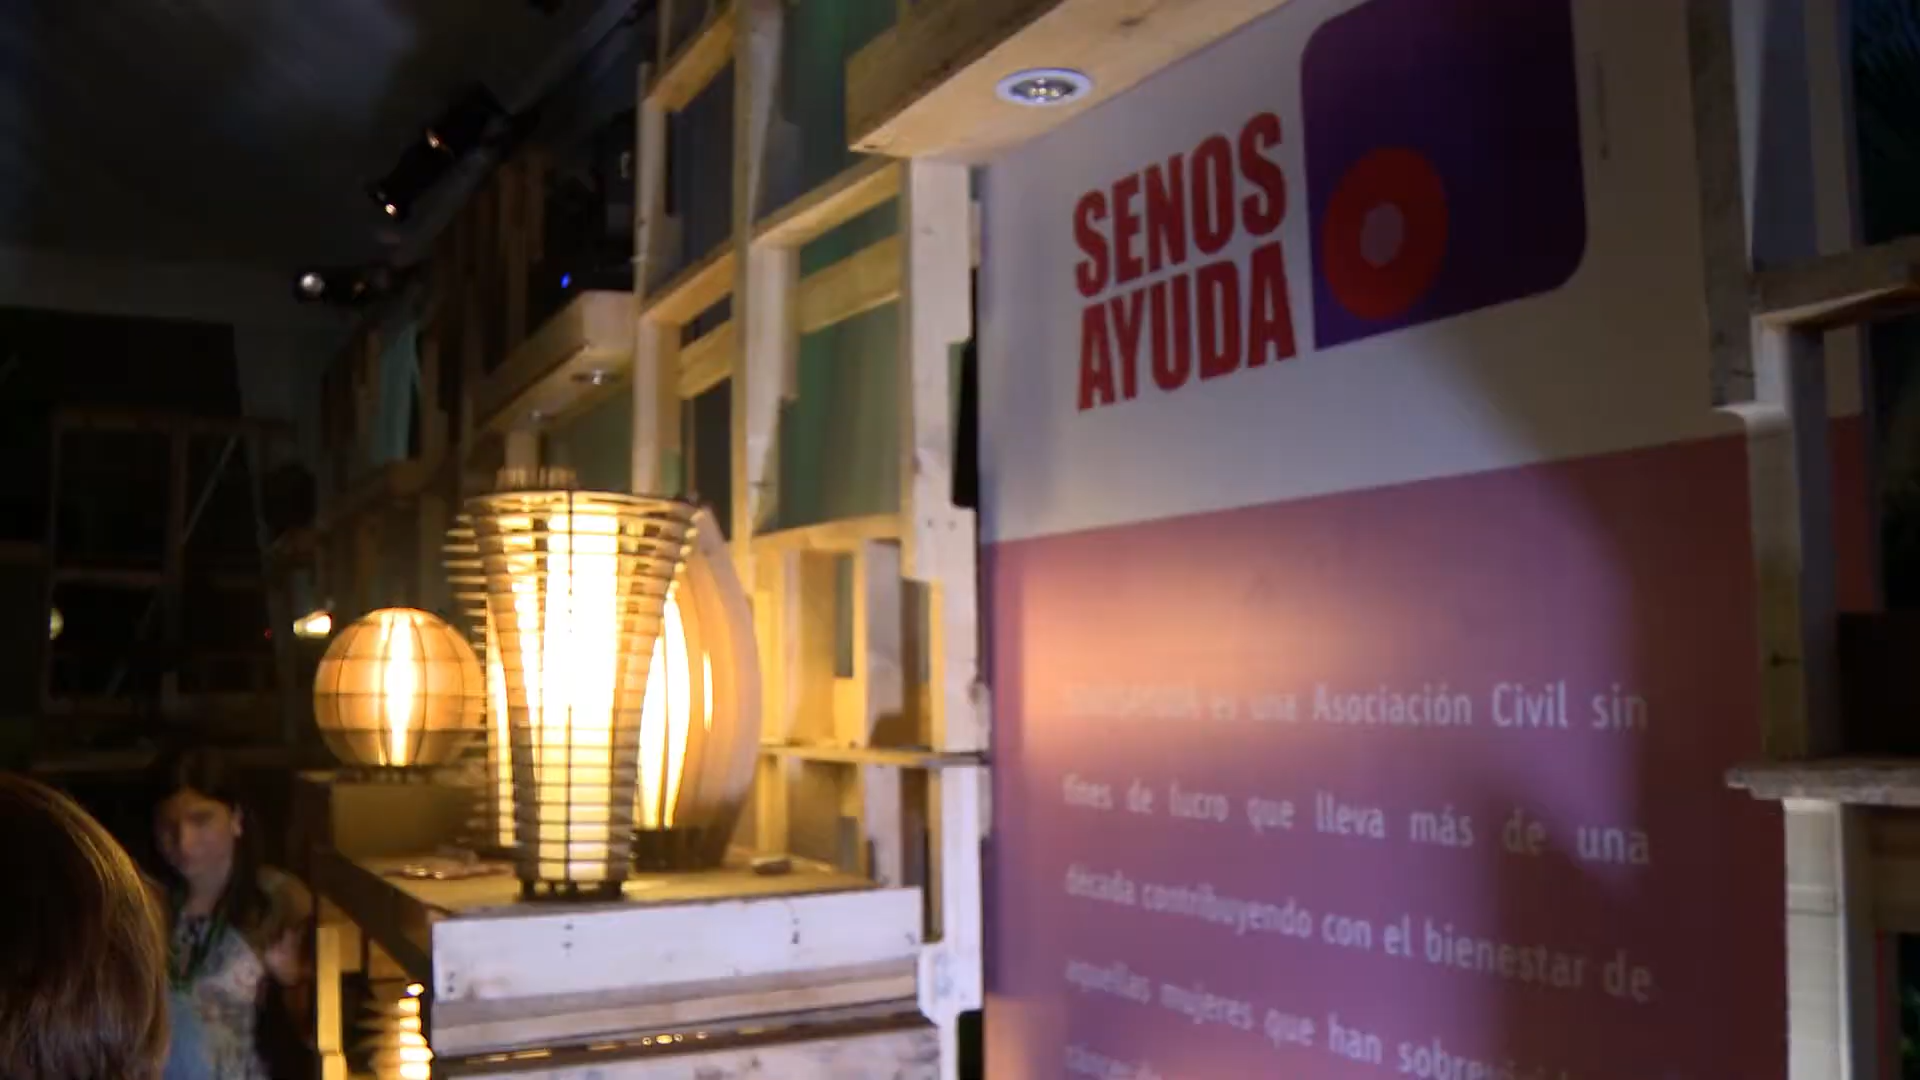 SENOS
AYUDA
es una Asociación Civil sin
fines de lucro que lleva más de una
década contribuyendo con el bienestar de
aquellas mujeres que han